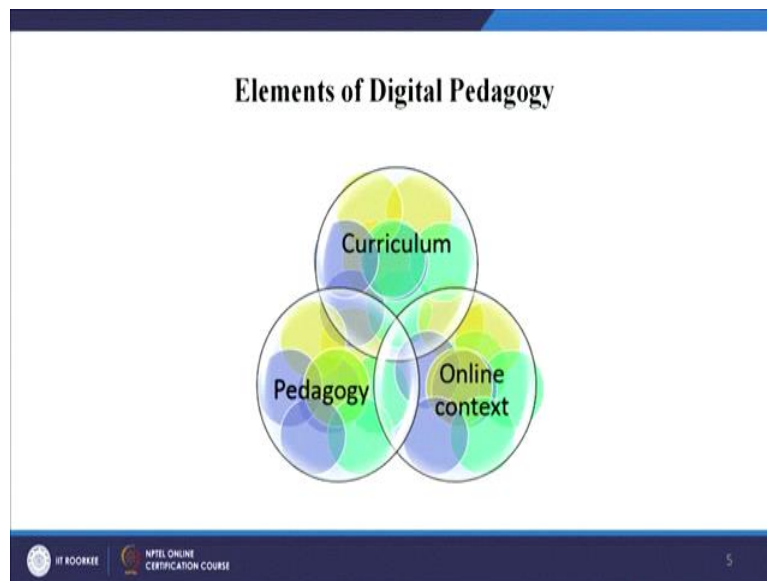 Elements of Digital Pedagogy
Curriculum
Pedagogy
Online
context
IIT ROORKEE
NPTEL ONLINE
CERTIFICATION COURSE
5